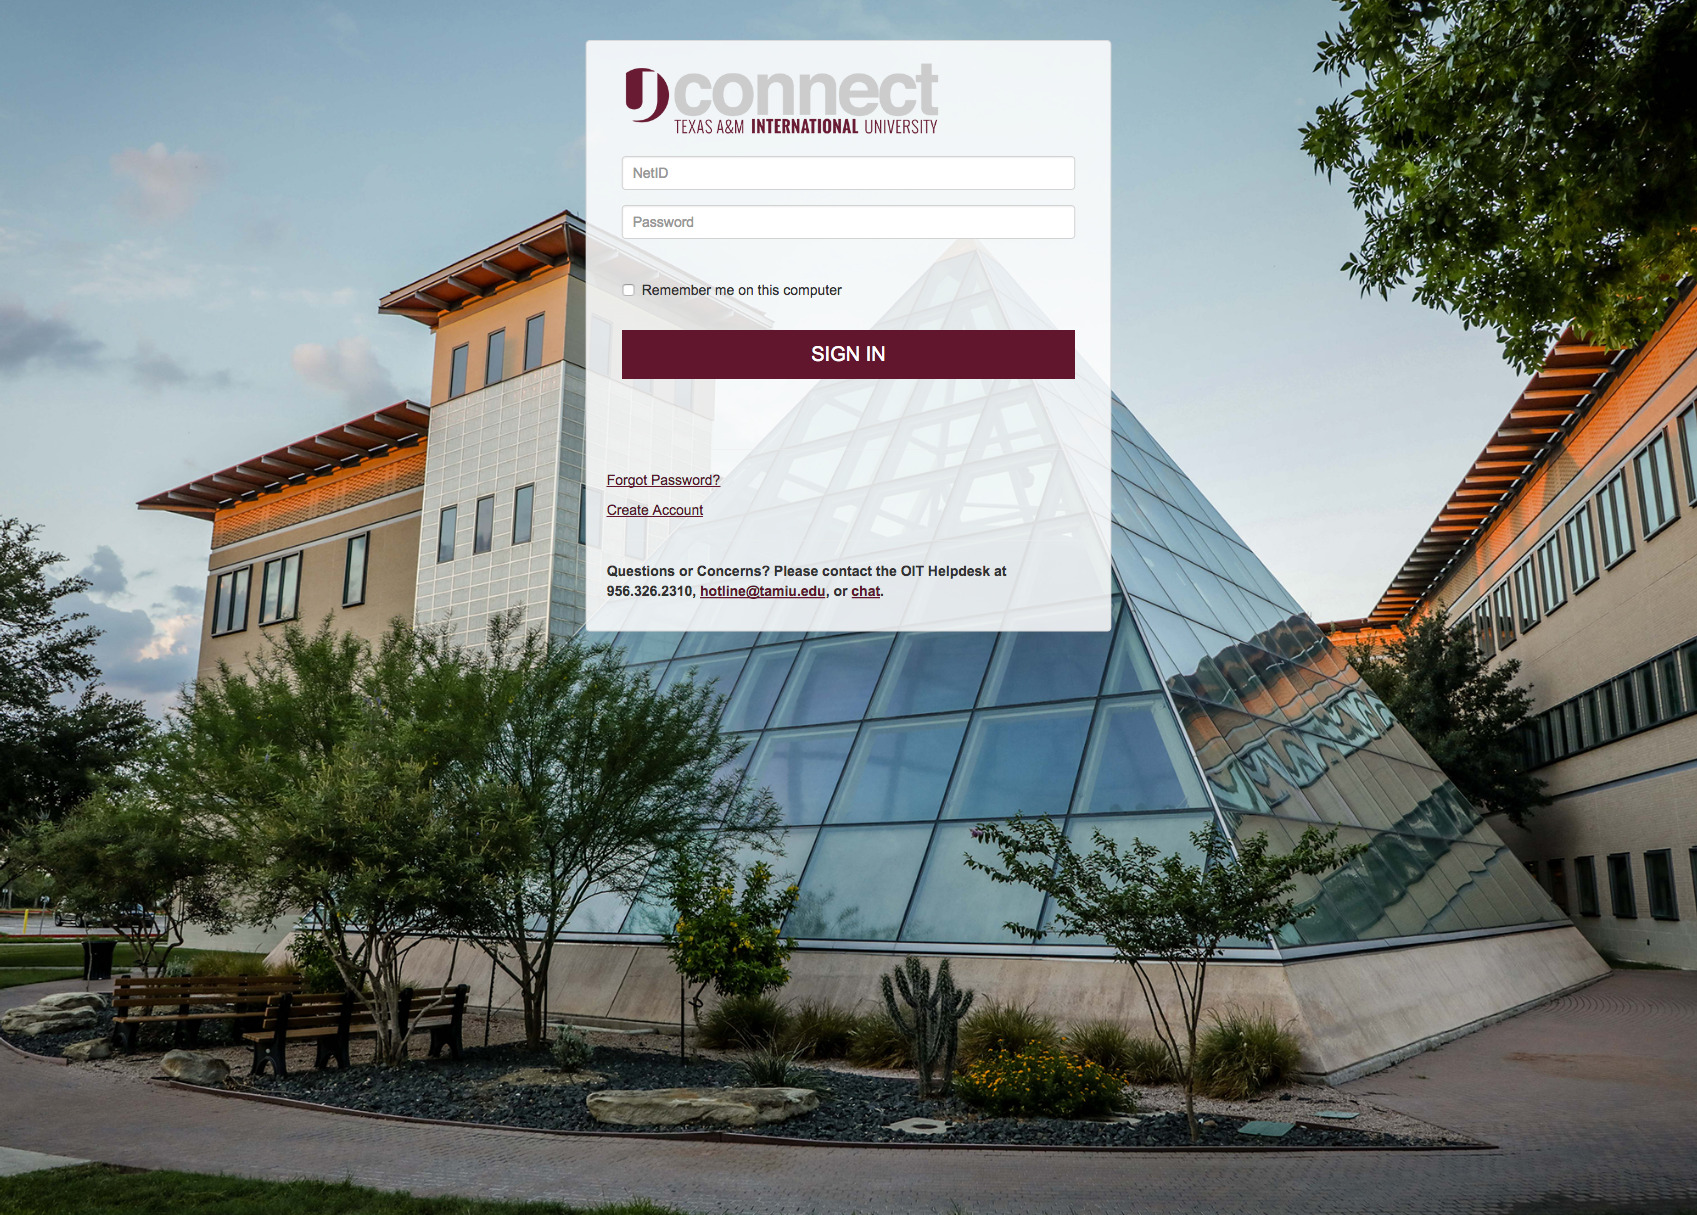 connect
TEXAS A&M INTERNATIONAL UNIVERSITY
NetID
Password
Remember me on this computer
SIGN IN
Forgot Password?
Create Account
Questions or Concerns? Please contact the OIT Helpdesk at
956.326.2310, hotline@tamiu.edu, or chat.